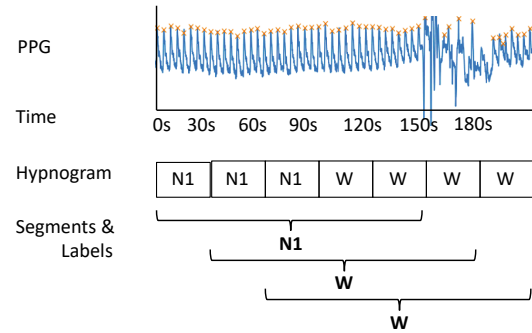 PPG
Time
0s 30s 60s 90s 120s 150s 180s
Hypnogram N1 N1 N1 W W W W
Segments &
Labels
N1
W
W